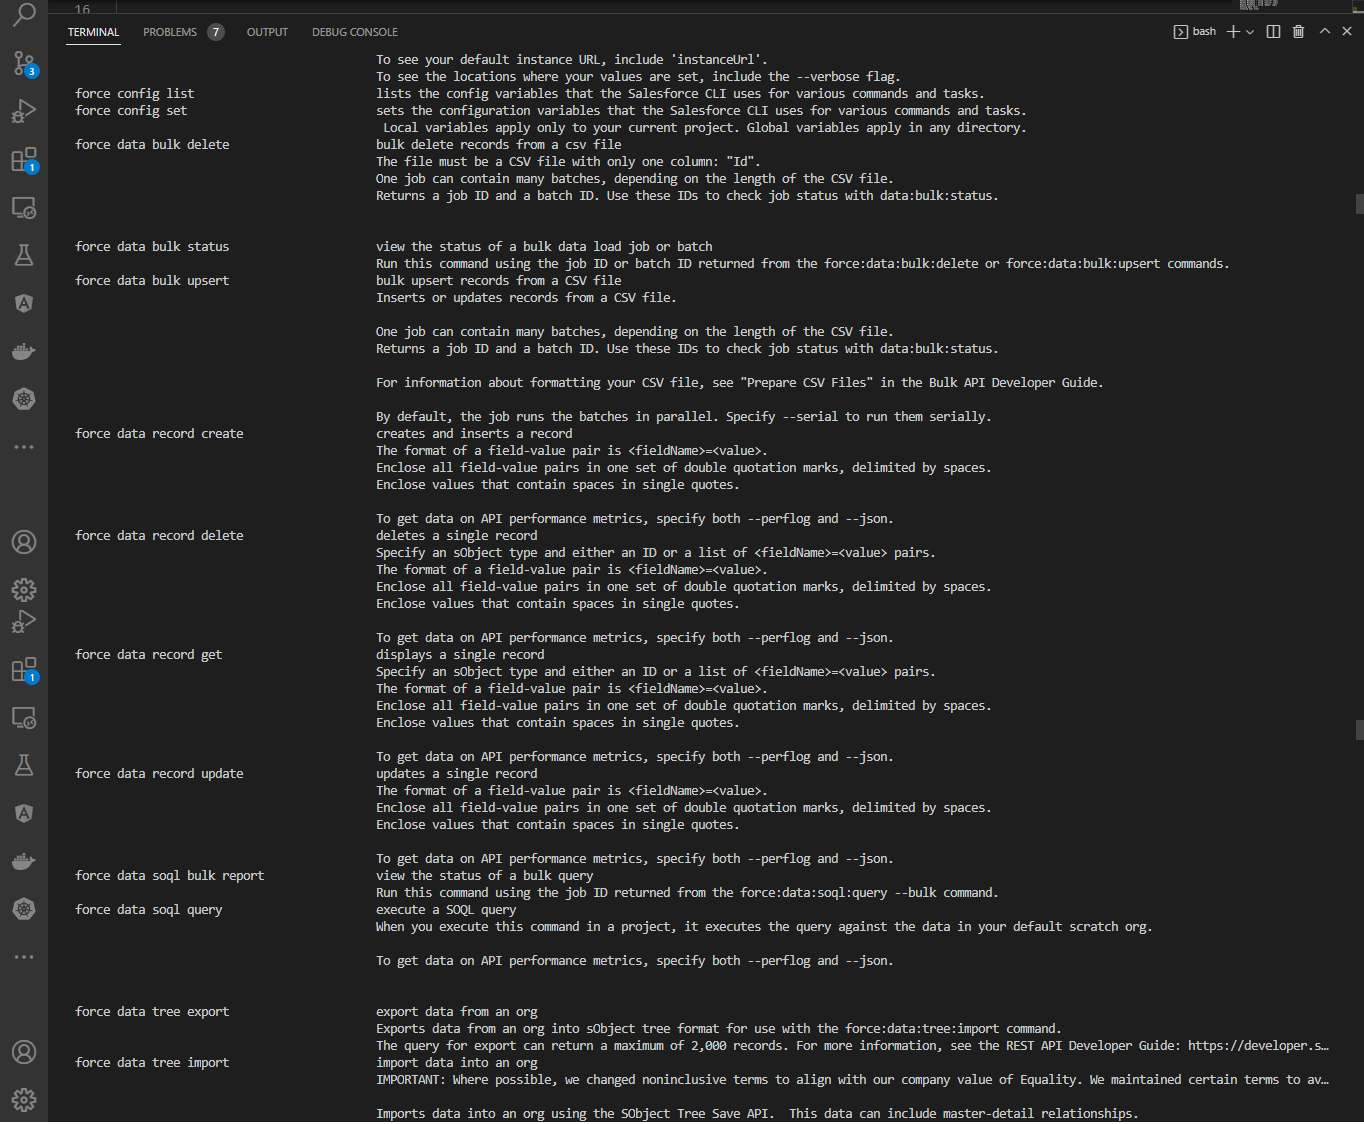 16
TERMINAL PROBLEMS 7 OUTPUT DEBUG CONSOLE bash
To see your default instance URL, include 'instanceUrl'.
To see the locations where your values are set, include the --verbose flag.
force config list lists the config variables that the Salesforce CLI uses for various commands and tasks.
force config set sets the configuration variables that the Salesforce CLI uses for various commands and tasks.
Local variables apply only to your current project. Global variables apply in any directory.
force data bulk delete bulk delete records from a csv file
The file must be a CSV file with only one column: "Id".
One job can contain many batches, depending on the length of the CSV file.
Returns a job ID and a batch ID. Use these IDs to check job status with data:bulk:status.
force data bulk status view the status of a bulk data load job or batch
Run this command using the job ID or batch ID returned from the force:data:bulk:delete or force:data:bulk:upsert commands.
force data bulk upsert bulk upsert records from a CSV file
Inserts or updates records from a CSV file.
One job can contain many batches, depending on the length of the CSV file.
Returns a job ID and a batch ID. Use these IDs to check job status with data:bulk:status.
For information about formatting your CSV file, see "Prepare CSV Files" in the Bulk API Developer Guide.
By default, the job runs the batches in parallel. Specify --serial to run them serially.
force data record create creates and inserts a record
The format of a field-value pair is <fieldName>=<value>.
Enclose all field-value pairs in one set of double quotation marks, delimited by spaces.
Enclose values that contain spaces in single quotes.
To get data on API performance metrics, specify both --perflog and --json.
force data record delete deletes a single record
Specify an sObject type and either an ID or a list of <fieldName>=<value> pairs.
The format of a field-value pair is <fieldName>=<value>.
Enclose all field-value pairs in one set of double quotation marks, delimited by spaces.
Enclose values that contain spaces in single quotes.
To get data on API performance metrics, specify both --perflog and --json.
force data record get displays a single record
Specify an sObject type and either an ID or a list of <fieldName>=<value> pairs.
The format of a field-value pair is <fieldName>=<value>.
Enclose all field-value pairs in one set of double quotation marks, delimited by spaces.
Enclose values that contain spaces in single quotes.
To get data on API performance metrics, specify both --perflog and --json.
force data record update updates a single record
The format of a field-value pair is <fieldName>=<value>.
Enclose all field-value pairs in one set of double quotation marks, delimited by spaces.
Enclose values that contain spaces in single quotes.
To get data on API performance metrics, specify both --perflog and --json.
force data soql bulk report view the status of a bulk query
Run this command using the job ID returned from the force:data:soql:query --bulk command.
force data soql query execute a SOQL query
When you execute this command in a project, it executes the query against the data in your default scratch org.
To get data on API performance metrics, specify both --perflog and --json.
force data tree export export data from an org
Exports data from an org into sObject tree format for use with the force:data:tree:import command.
The query for export can return a maximum of 2,000 records. For more information, see the REST API Developer Guide: https://developer.s…
force data tree import import data into an org
IMPORTANT: Where possible, we changed noninclusive terms to align with our company value of Equality. We maintained certain terms to av…
Imports data into an org using the SObject Tree Save API.  This data can include master-detail relationships.
3
1
1